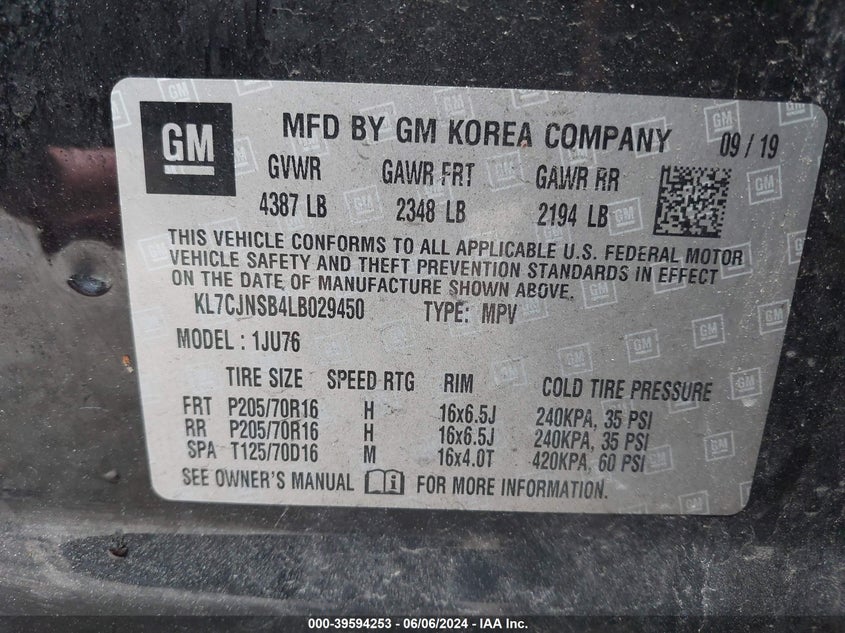 GM
MFD BY GM KOREA COMPANY 09/19
GVWR GAWR FRT GAWR RR
4387 LB 2348 LB 2194 LB
THIS VEHICLE CONFORMS TO ALL APPLICABLE U.S. FEDERAL MOTOR
VEHICLE SAFETY AND THEFT PREVENTION STANDARDS IN EFFECT
ON THE DATE OF MANUFACTURE SHOWN ABOVE.
KL7CJNSB4LB029450 TYPE: MPV
MODEL: 1JU76
TIRE SIZE SPEED RTG RIM COLD TIRE PRESSURE
FRT P205/70R16 H 16x6.5J 240KPA, 35 PSI
RR P205/70R16 H 16x6.5J 240KPA, 35 PSI
SPA T125/70D16 M 16x4.0T 420KPA, 60 PSI
SEE OWNER'S MANUAL FOR MORE INFORMATION.
000-39594253 - 06/06/2024 - IAA Inc.